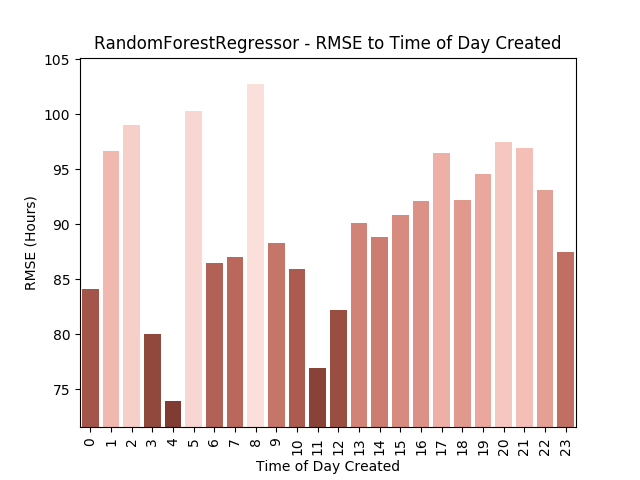 RandomForestRegressor - RMSE to Time of Day Created
105
100
95
90
85
80
75
RMSE (Hours)
0 1 2 3 4 5 6 7 8 9 10 11 12 13 14 15 16 17 18 19 20 21 22 23
Time of Day Created